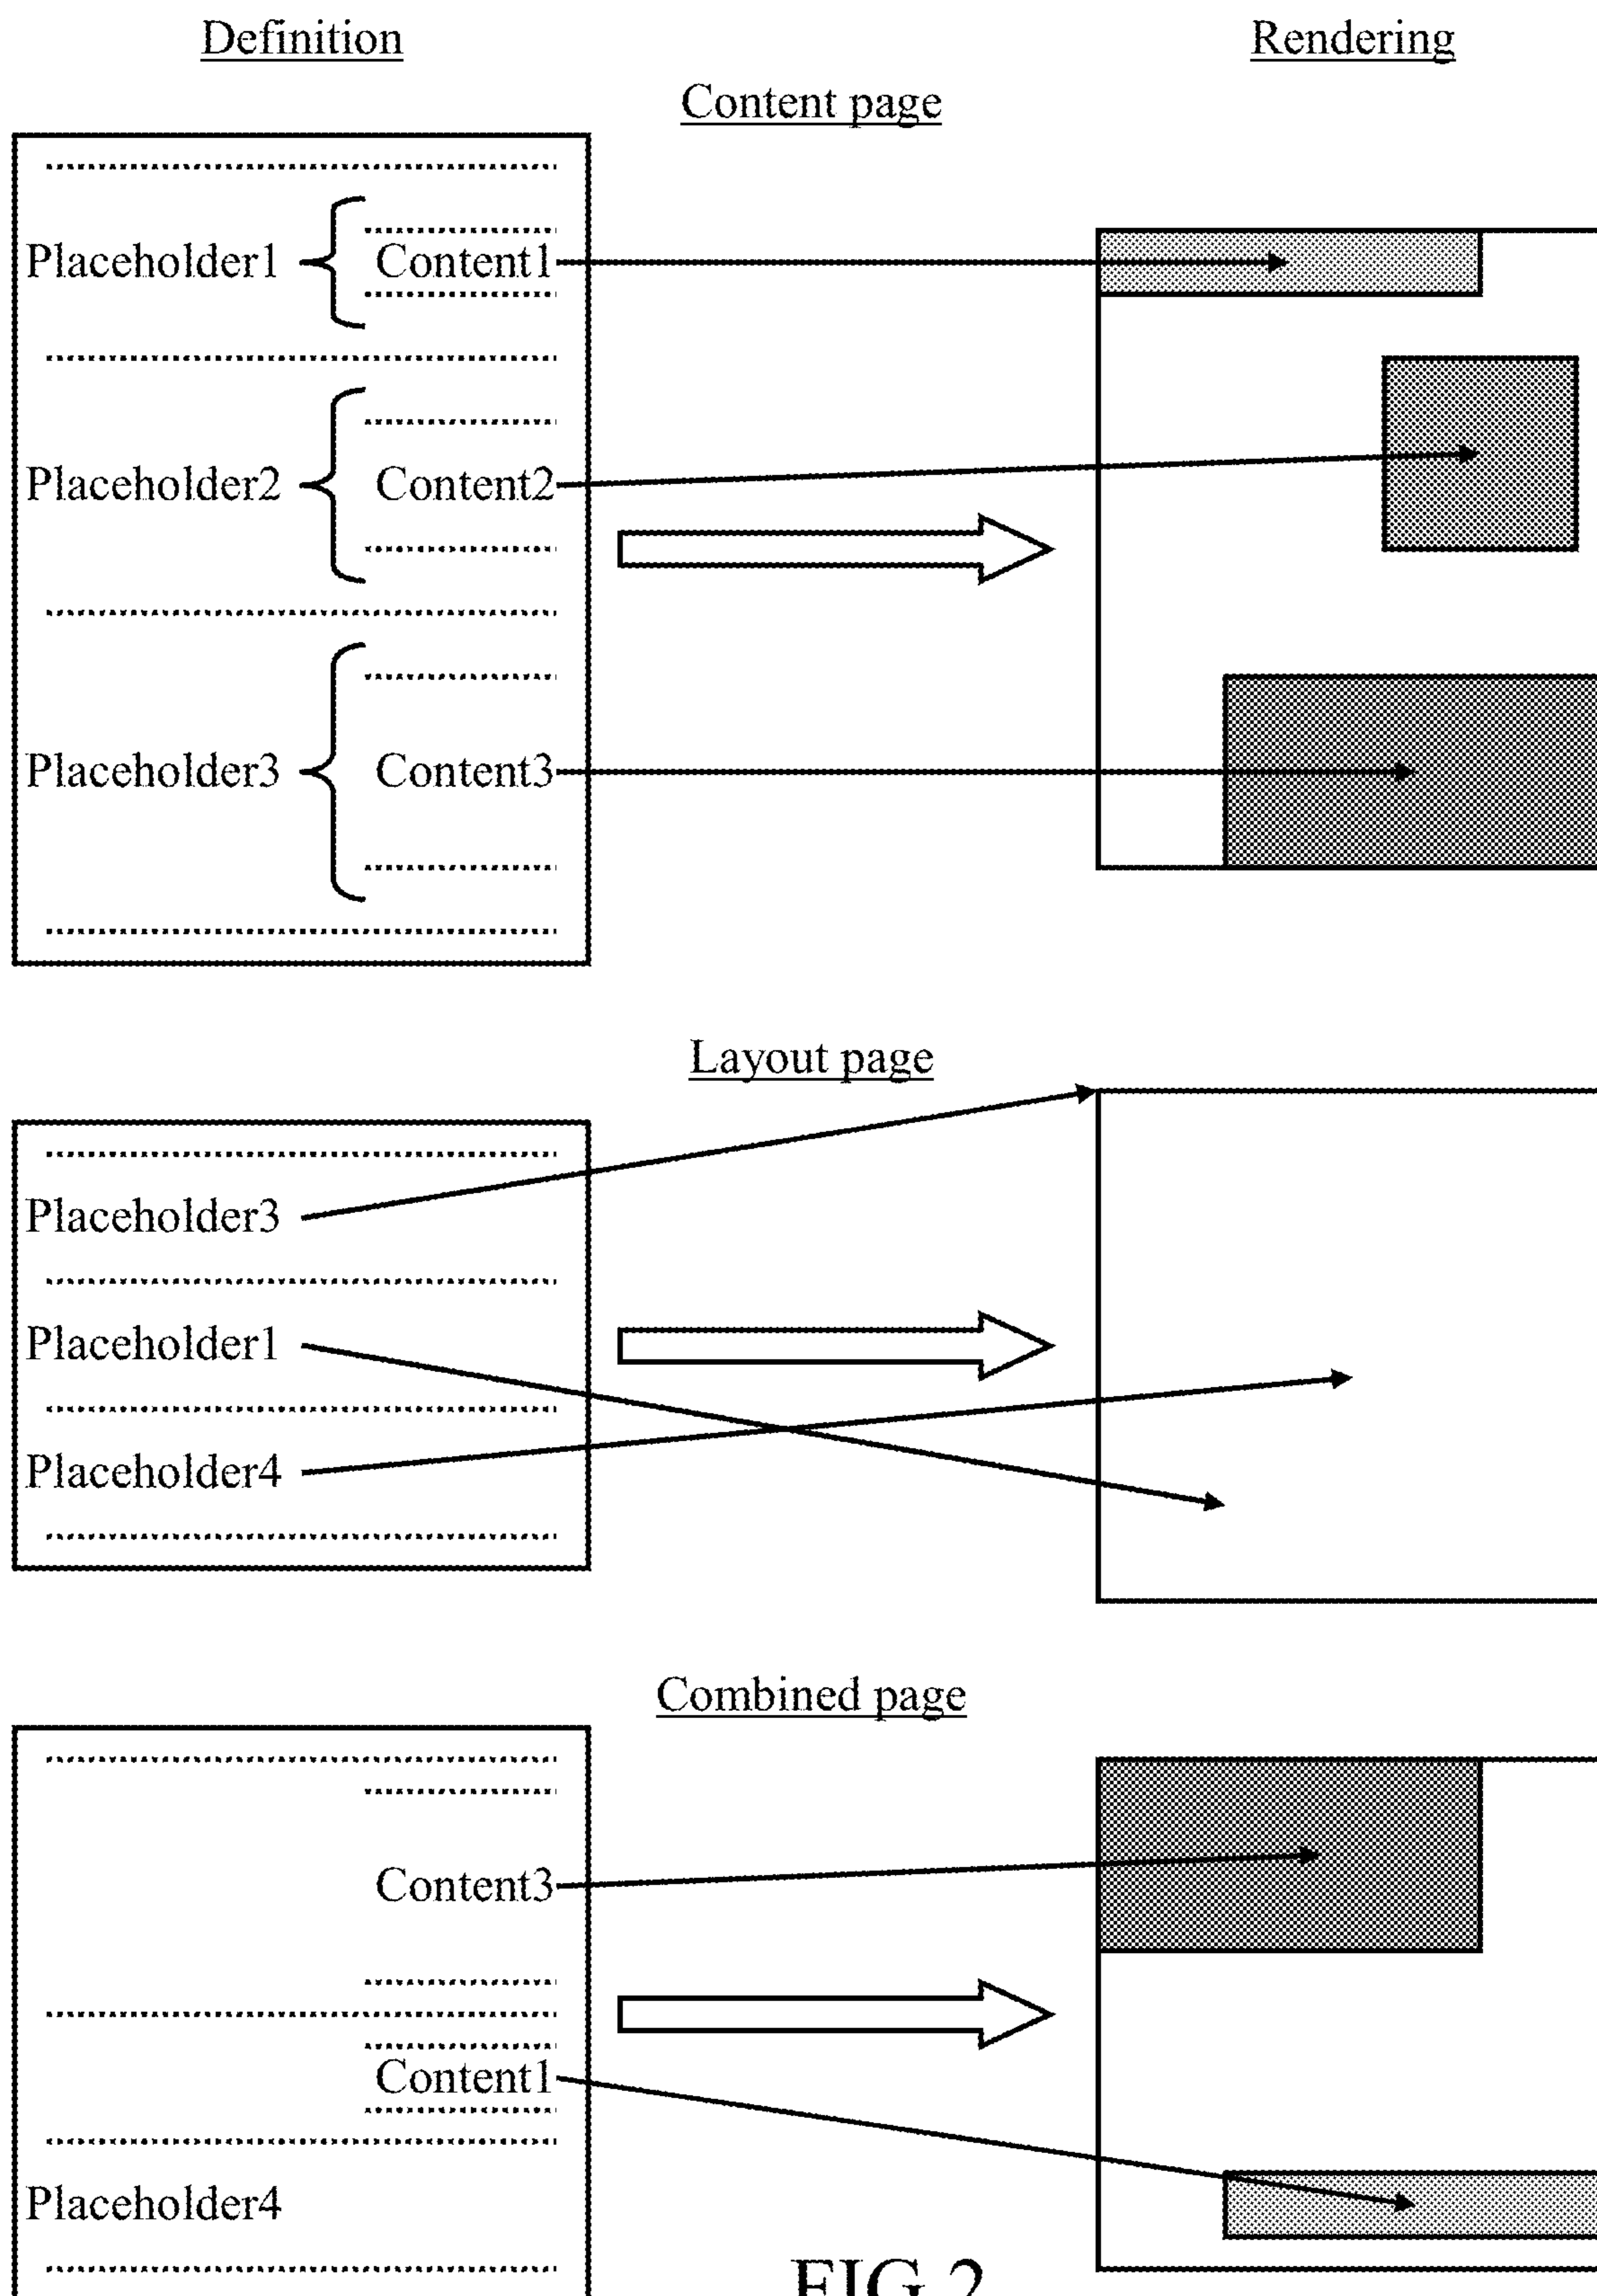 Definition
Rendering
Content page
Placeholder1
Content1
Placeholder2
Content2
Placeholder3
Content3
Layout page
Placeholder3
Placeholder1
Placeholder4
Combined page
Content3
Content1
Placeholder4
FIG.2